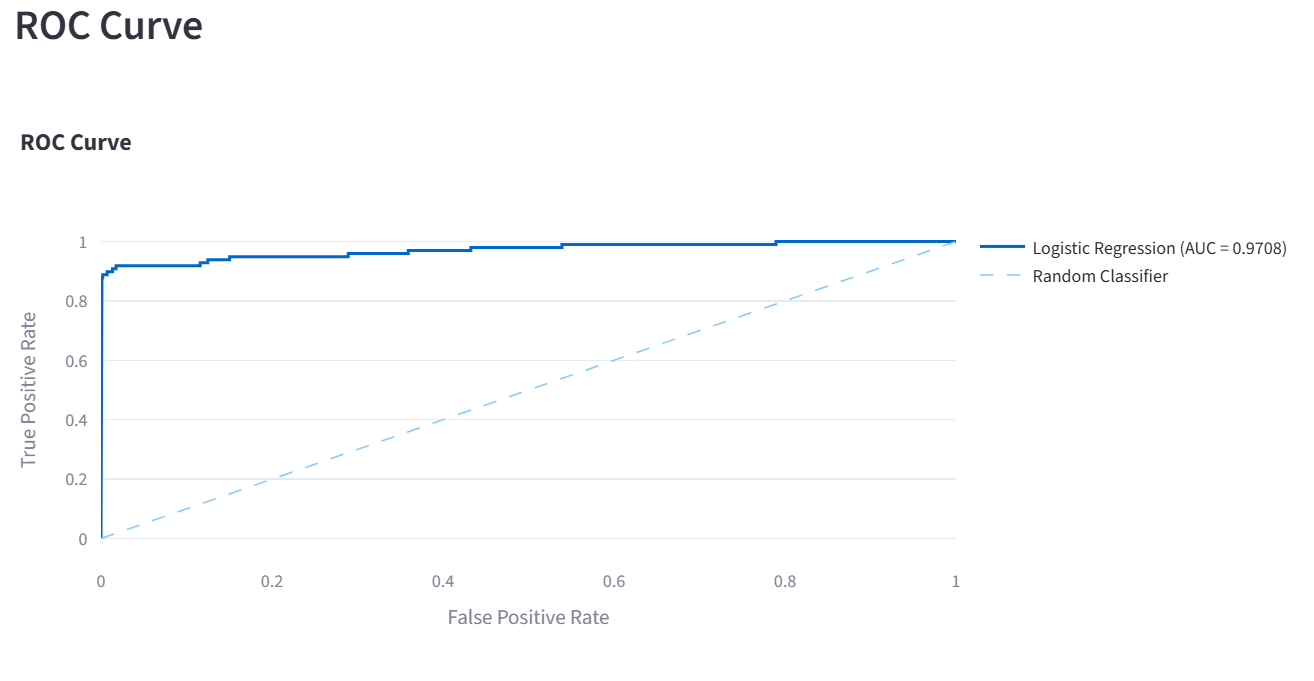 ROC Curve
ROC Curve
True Positive Rate
1
0.8
0.6
0.4
0.2
0
0
0.2
0.4
0.6
0.8
1
False Positive Rate
Logistic Regression (AUC = 0.9708)
Random Classifier